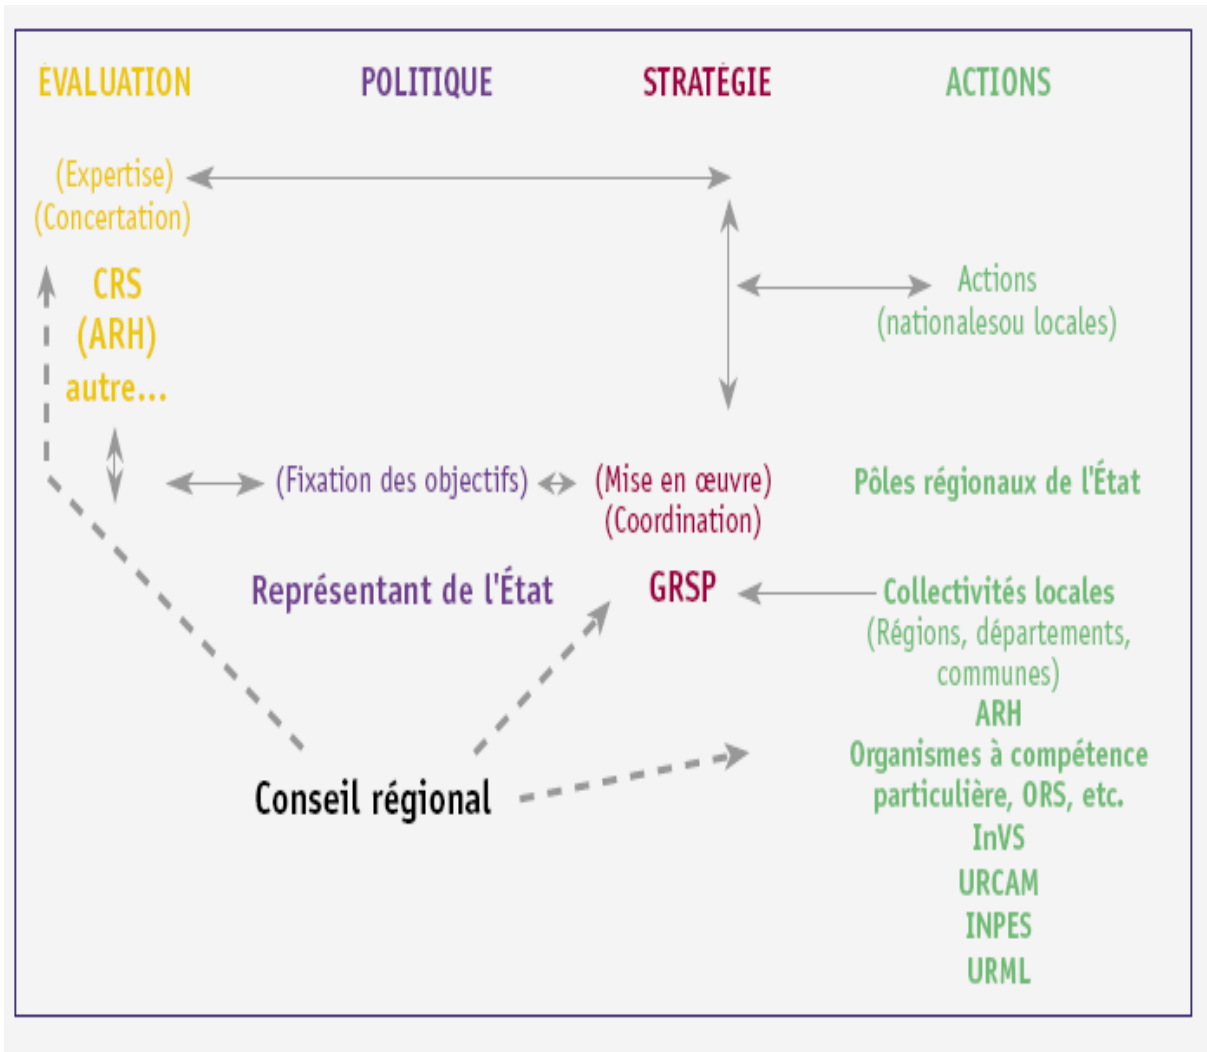 ÉVALUATION
POLITIQUE
STRATÉGIE
ACTIONS
(Expertise)
(Concertation)
CRS
(ARH)
autre...
Actions
(nationalesou locales)
(Fixation des objectifs)
(Mise en œuvre)
(Coordination)
Pôles régionaux de l'État
Représentant de l'État
GRSP
Collectivités locales
(Régions, départements,
communes)
ARH
Organismes à compétence
particulière, ORS, etc.
InVS
URCAM
INPES
URML
Conseil régional